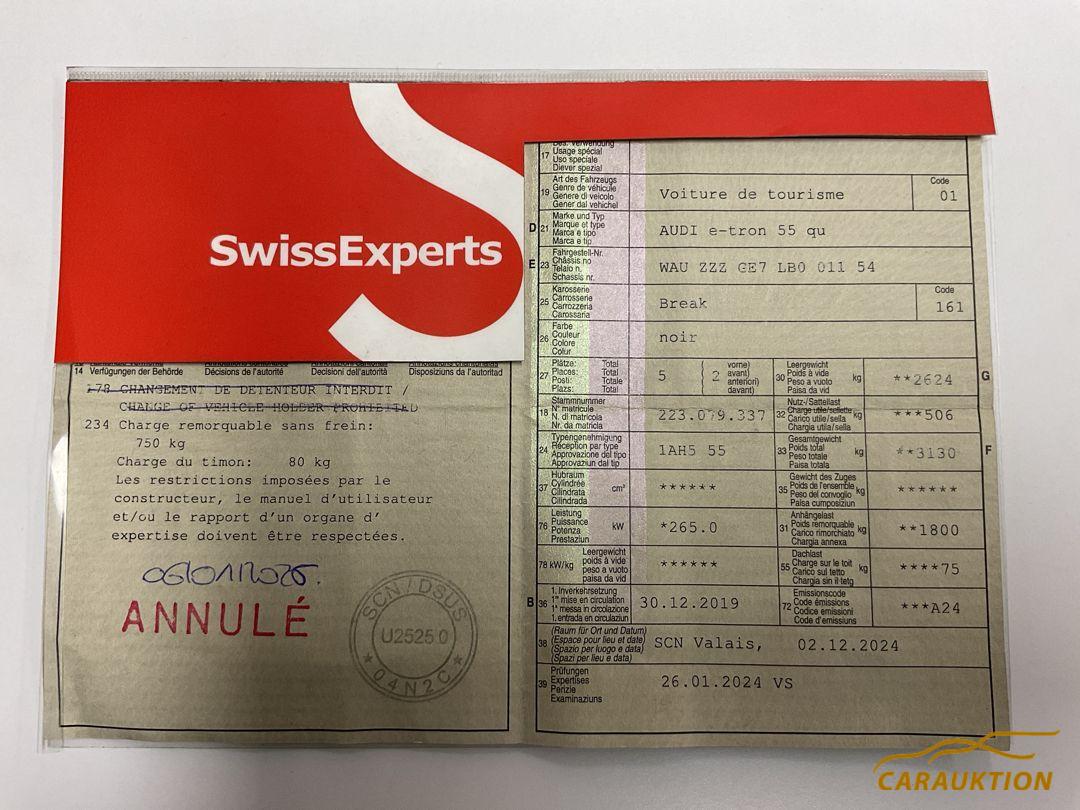 SwissExperts
14 Verfügungen der Behörde Décisions de l'autorité Decisioni dell'autorità Disposiziuns da l'autoritad
178 CHANGEMENT DE DETENTEUR INTERDIT /
CHANGE OF VEHICLE HOLDER PROHIBITED
234 Charge remorquable sans frein:
750 kg
Charge du timon: 80 kg
Les restrictions imposées par le
constructeur, le manuel d'utilisateur
et/ou le rapport d'un organe d'
expertise doivent être respectées.
ANNULÉ
SCN/DSUS
U2525.0
★ 04N2C ★
17
Usage spécial
Uso speciale
Diever spezial
19 Art des Fahrzeugs
Genre de véhicule
Genere di veicolo
Gener dal vehichel
Voiture de tourisme
Code
01
D 21 Marke und Typ
Marque et type
Marca e tipo
Marca e tip
AUDI e-tron 55 qu
E 23 Fahrgestell-Nr.
Châssis no
Telaio n.
Schassis nr.
WAU ZZZ GE7 LB0 011 54
25 Karosserie
Carrosserie
Carrozzeria
Carossaria
Break
Code
161
26 Farbe
Couleur
Colore
Colur
noir
27 Plätze: Total
Places: Total
Posti: Totale
Plazs: Total
5 { 2 vorne)
avant)
anteriori)
davant)
30 Leergewicht
Poids à vide
Peso a vuoto
Paisa da vid
kg **2624 G
18 Stammnummer
N° matricule
N. di matricola
Nr. da matricla
223.079.337
32 Nutz-/Sattellast
Charge utile/sellette
Carico utile/sella
Chargia utila/sella
kg ***506
24 Typengenehmigung
Réception par type
Approvazione del tipo
Approvaziun dal tip
1AH5 55
33 Gesamtgewicht
Poids total
Peso totale
Paisa totala
kg **3130 F
37 Hubraum
Cylindrée
Cilindrata
Cilindrada
cm³ ******
35 Gewicht des Zuges
Poids de l'ensemble
Peso del convoglio
Paisa cumposiziun
kg ******
76 Leistung
Puissance
Potenza
Prestaziun
kW *265.0
31 Anhängelast
Poids remorquable
Carico rimorchiato
Chargia annexa
kg **1800
78 kW/kg Leergewicht
poids à vide
peso a vuoto
paisa da vid
******
55 Dachlast
Charge sur le toit
Carico sul tetto
Chargia sin il tetg
kg ****75
B 36 1. Inverkehrsetzung
1re mise en circulation
1a messa in circolazione
1. entrada en circulaziun
30.12.2019
72 Emissionscode
Code émissions
Codice emissioni
Code d'emissiuns
***A24
38 (Raum für Ort und Datum)
(Espace pour lieu et date)
(Spazio per luogo e data)
(Spazi per lieu e data)
SCN Valais, 02.12.2024
39 Prüfungen
Expertises
Perizie
Examinaziuns
26.01.2024 VS
CARAUKTION